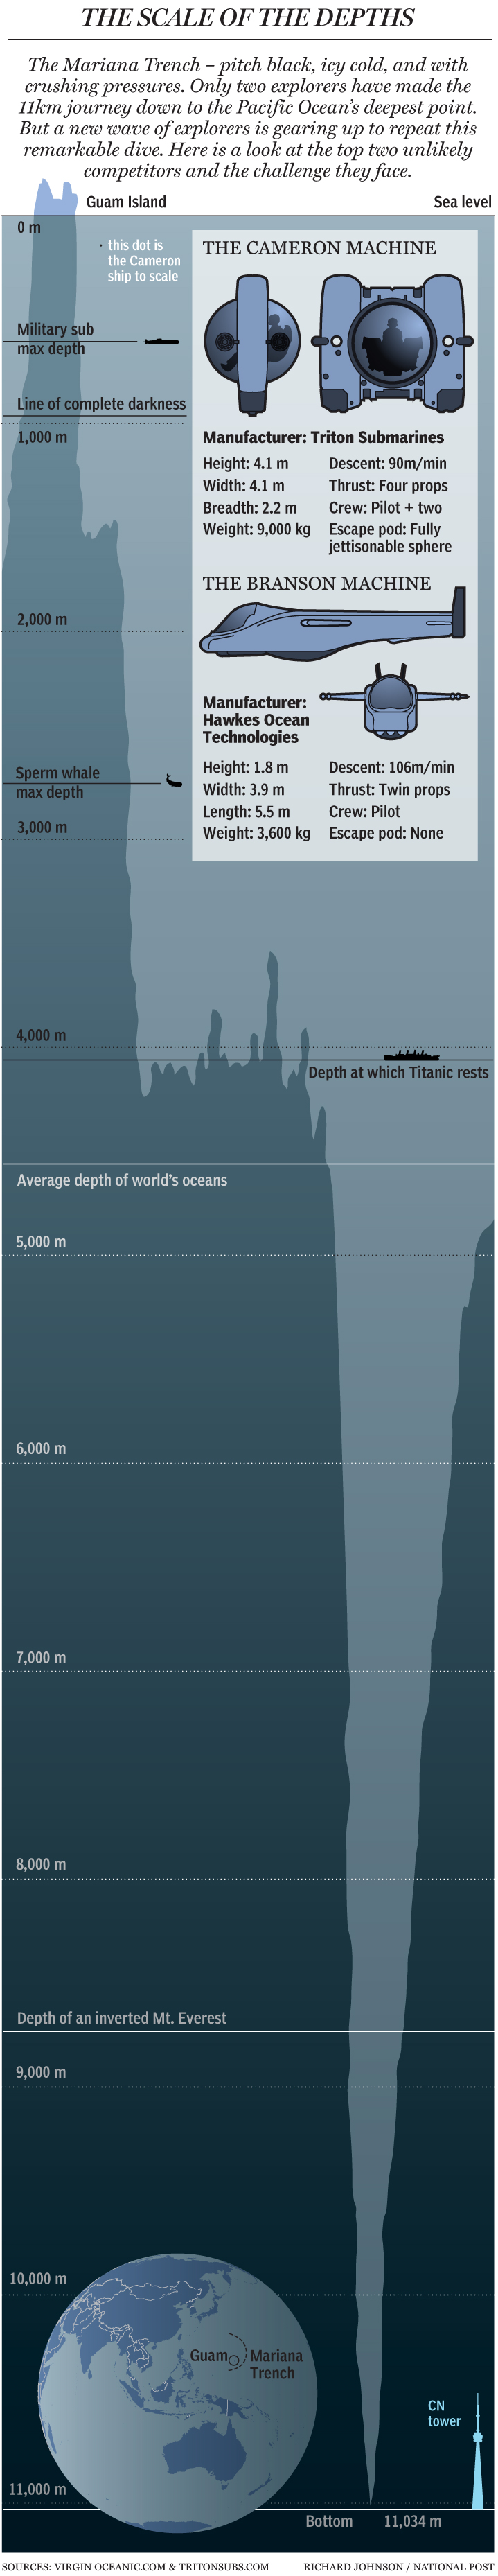 THE SCALE OF THE DEPTHS
The Mariana Trench – pitch black, icy cold, and with
crushing pressures. Only two explorers have made the
11km journey down to the Pacific Ocean's deepest point.
But a new wave of explorers is gearing up to repeat this
remarkable dive. Here is a look at the top two unlikely
competitors and the challenge they face.
Guam Island
Sea level
0 m
· this dot is
the Cameron
ship to scale
Military sub
max depth
Line of complete darkness
1,000 m
THE CAMERON MACHINE
Manufacturer: Triton Submarines
Height: 4.1 m
Width: 4.1 m
Breadth: 2.2 m
Weight: 9,000 kg
Descent: 90m/min
Thrust: Four props
Crew: Pilot + two
Escape pod: Fully
jettisonable sphere
THE BRANSON MACHINE
Manufacturer:
Hawkes Ocean
Technologies
Height: 1.8 m
Width: 3.9 m
Length: 5.5 m
Weight: 3,600 kg
Descent: 106m/min
Thrust: Twin props
Crew: Pilot
Escape pod: None
2,000 m
Sperm whale
max depth
3,000 m
4,000 m
Depth at which Titanic rests
Average depth of world's oceans
5,000 m
6,000 m
7,000 m
8,000 m
Depth of an inverted Mt. Everest
9,000 m
10,000 m
Guam
Mariana
Trench
CN
tower
11,000 m
Bottom
11,034 m
SOURCES: VIRGIN OCEANIC.COM & TRITONSUBS.COM
RICHARD JOHNSON / NATIONAL POST